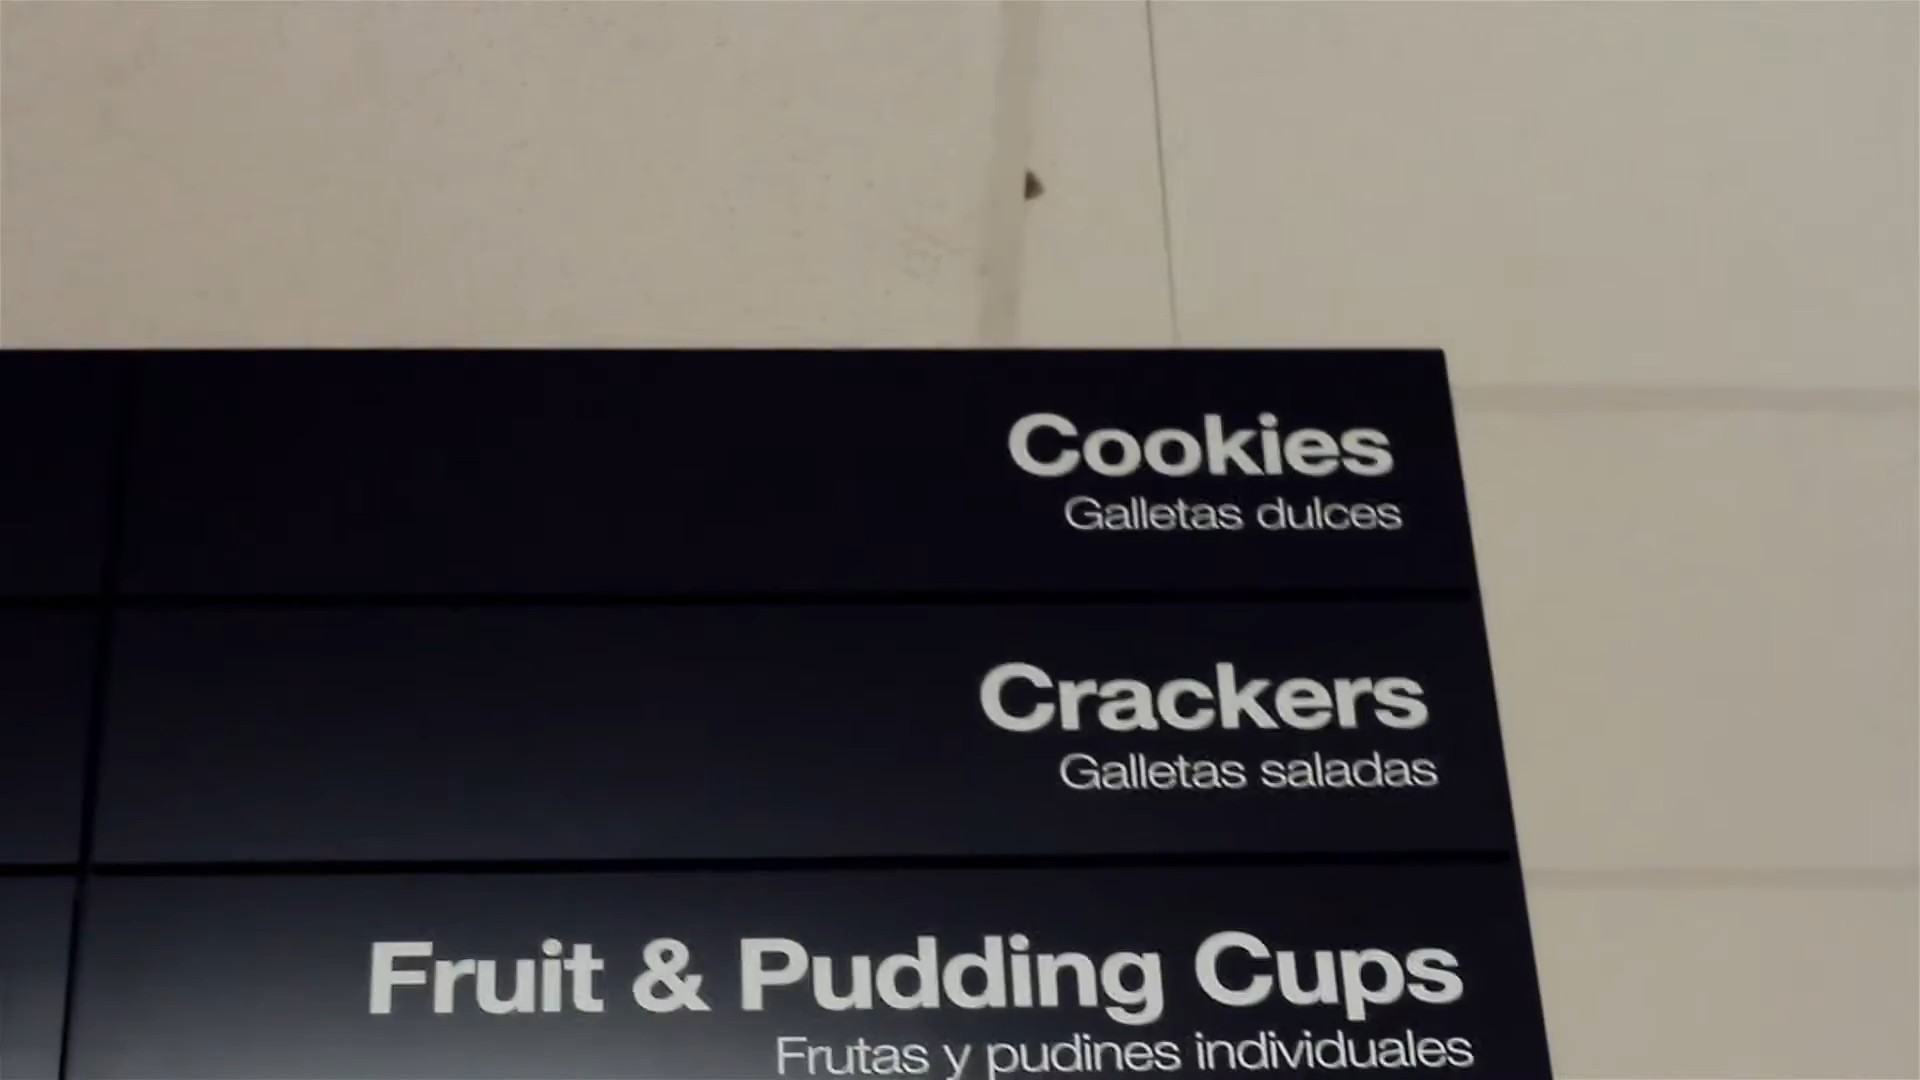 Cookies
Galletas dulces
Crackers
Galletas saladas
Fruit & Pudding Cups
Frutas y pudines individuales